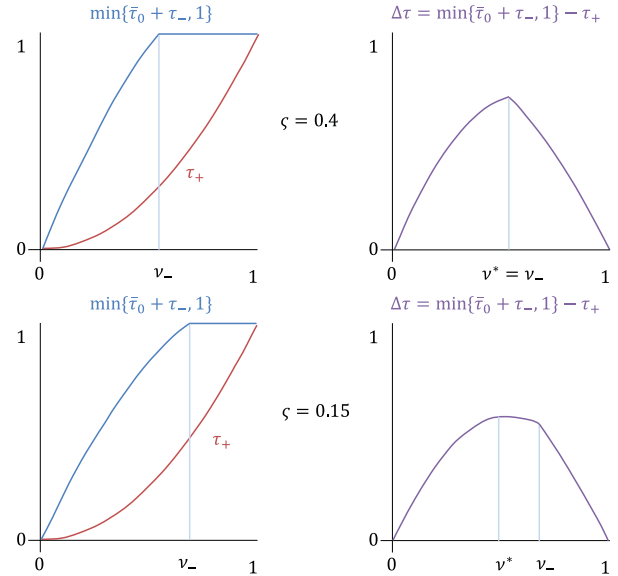 min{τ̄₀ + τ₋, 1}
Δτ = min{τ̄₀ + τ₋, 1} − τ₊
1
1
ς = 0.4
τ₊
0
0
0
ν₋
1
0
ν* = ν₋
1
min{τ̄₀ + τ₋, 1}
Δτ = min{τ̄₀ + τ₋, 1} − τ₊
1
1
ς = 0.15
τ₊
0
0
0
ν₋
1
0
ν*
ν₋
1